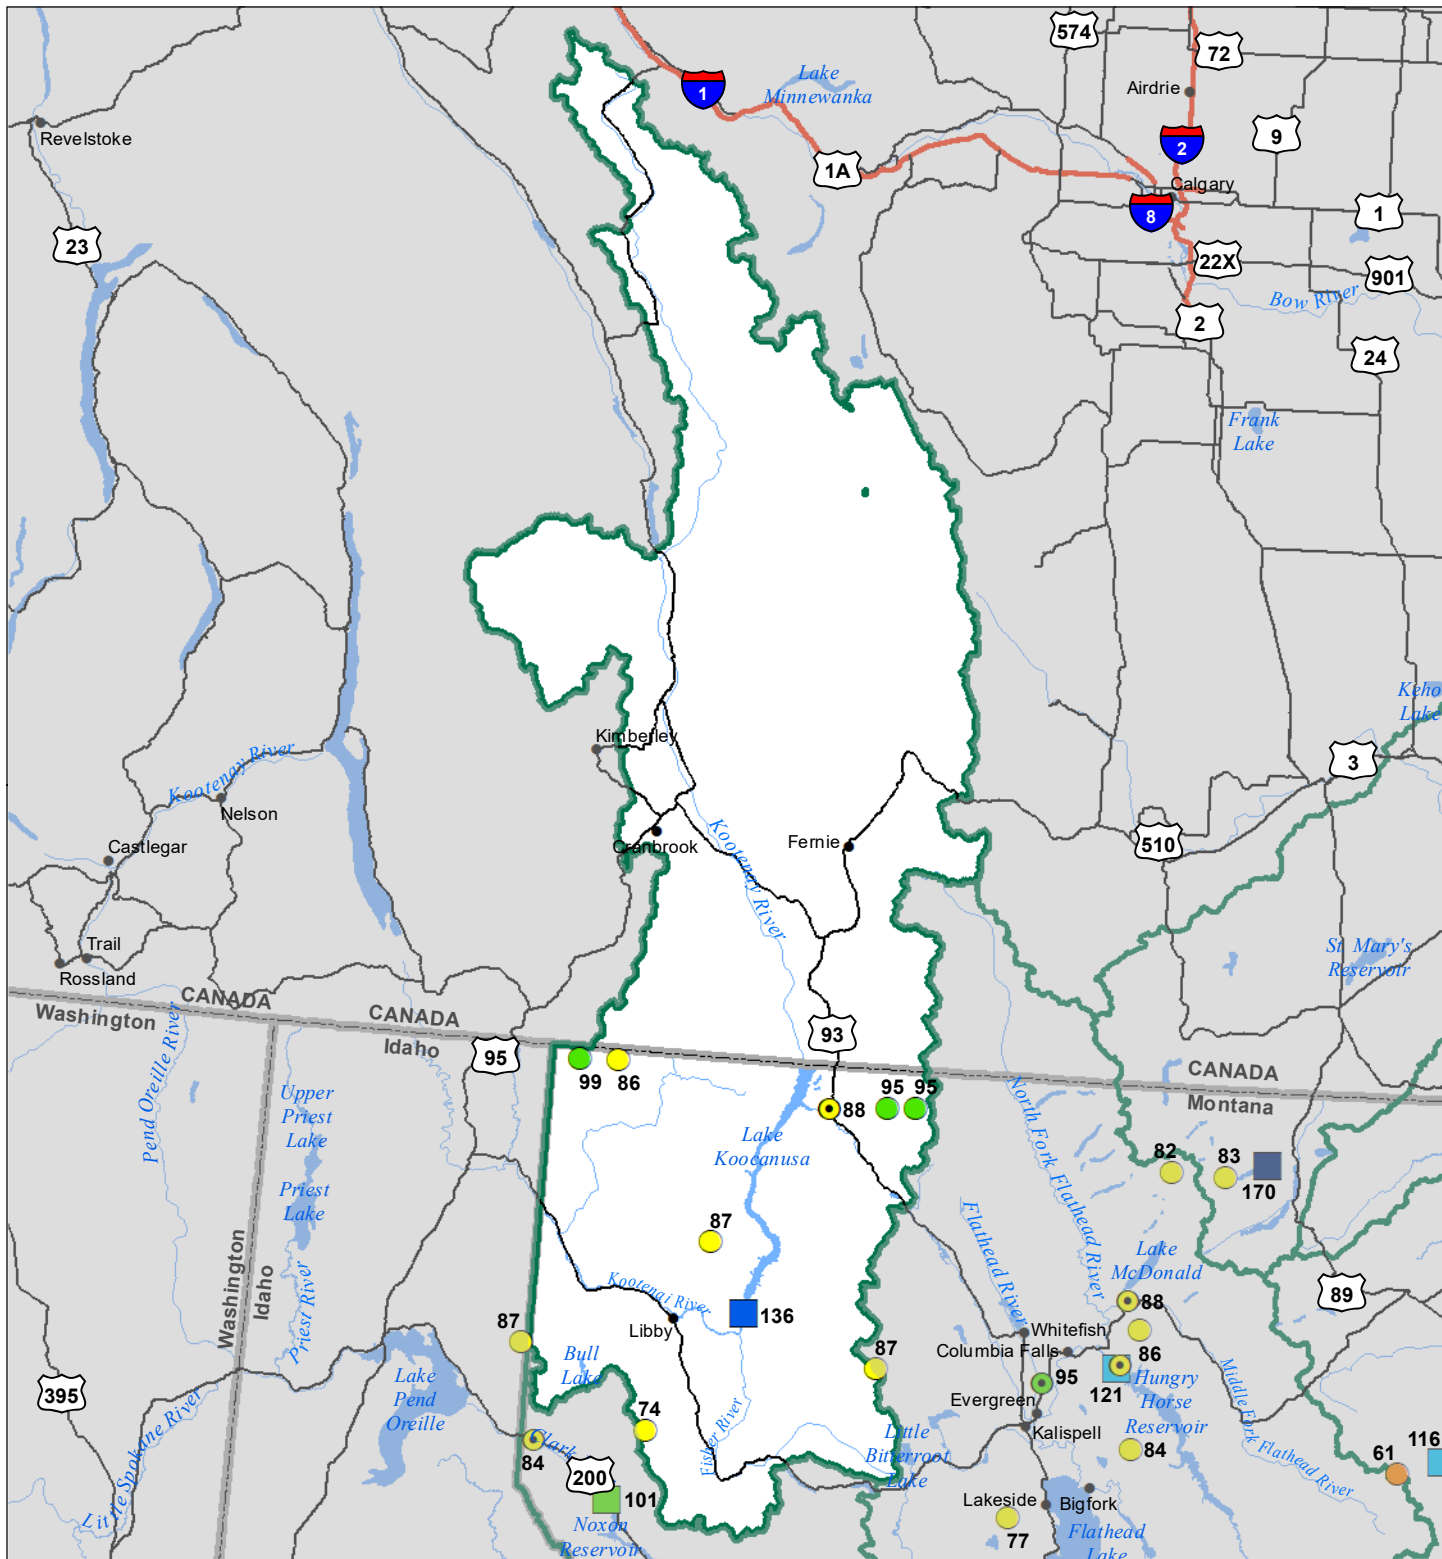 574
72
1
Lake
Minnewanka
Airdrie
Revelstoke
9
2
1A
Calgary
8
1
23
22X
901
Bow River
2
24
Frank
Lake
Keho
Lake
Kimberley
3
Kootenay River
Nelson
Castlegar
Cranbrook
Kootenay River
Fernie
510
Trail
Rossland
St. Mary's
Reservoir
CANADA
Washington
CANADA
Idaho
93
95
CANADA
Montana
99
86
95
95
88
Pend Oreille River
Upper
Priest
Lake
Lake
Koocanusa
North Fork Flathead River
82
83
170
Priest
Lake
87
Flathead River
Washington
Idaho
Priest River
Lake
McDonald
Kootenai River
89
88
136
Libby
87
Whitefish
Columbia Falls
87
86
Bull
Lake
Lake
Pend
Oreille
395
121
95
Hungry
Horse
Reservoir
Middle Fork Flathead River
Evergreen
74
Kalispell
Little Spokane River
Clark
84
Fisher River
Little
Bitterroot
Lake
84
116
61
200
101
Lakeside
Bigfork
Noxon
Reservoir
77
Flathead
Lake